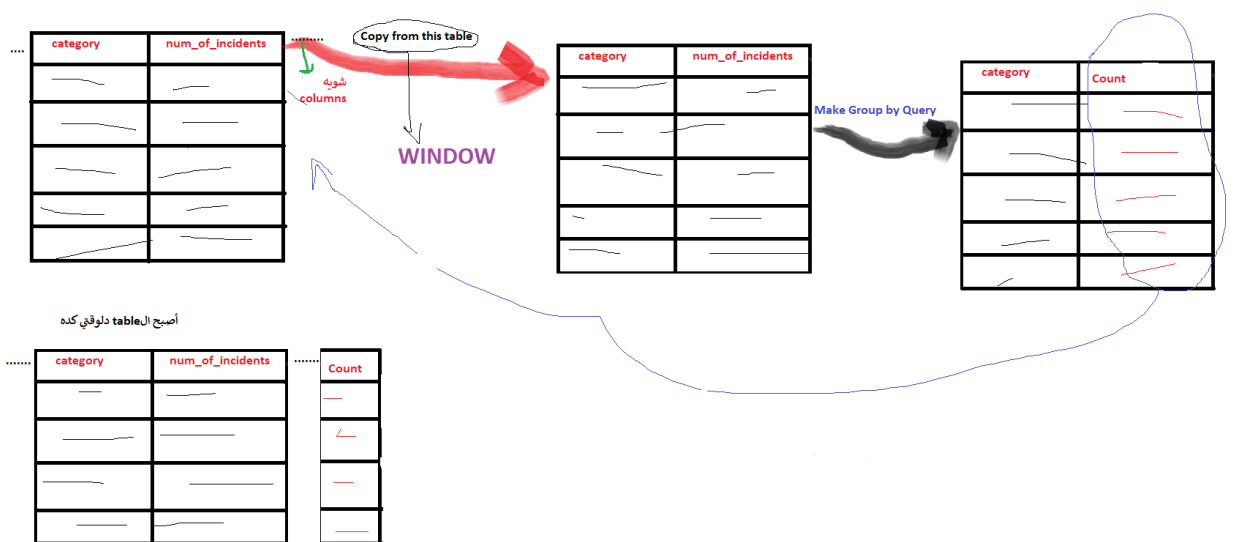 .... category num_of_incidents .........
Copy from this table
شويه
columns
WINDOW
category num_of_incidents
Make Group by Query
category Count
أصبح الtable دلوقتي كده
....... category num_of_incidents ....... Count